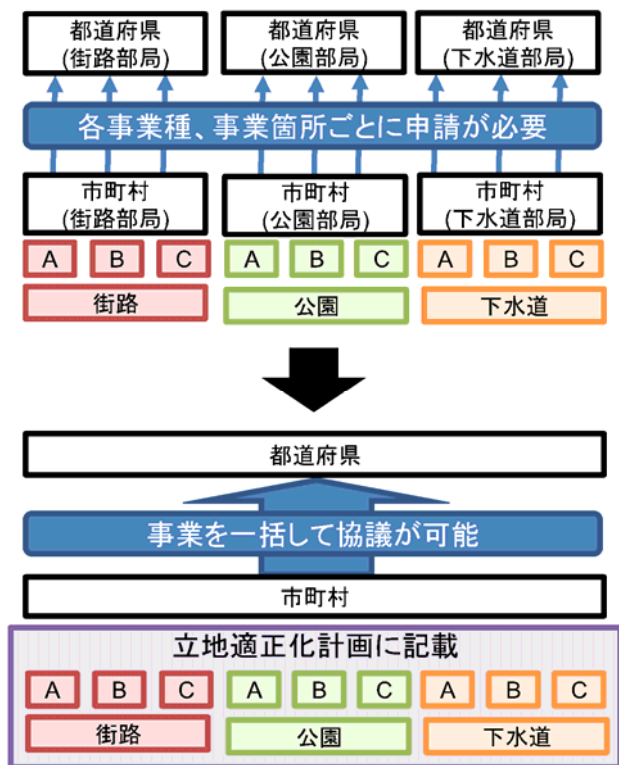 都道府県
(街路部局)
都道府県
(公園部局)
都道府県
(下水道部局)
各事業種、事業箇所ごとに申請が必要
市町村
(街路部局)
市町村
(公園部局)
市町村
(下水道部局)
A B C A B C A B C
街路 公園 下水道
都道府県
事業を一括して協議が可能
市町村
立地適正化計画に記載
A B C A B C A B C
街路 公園 下水道